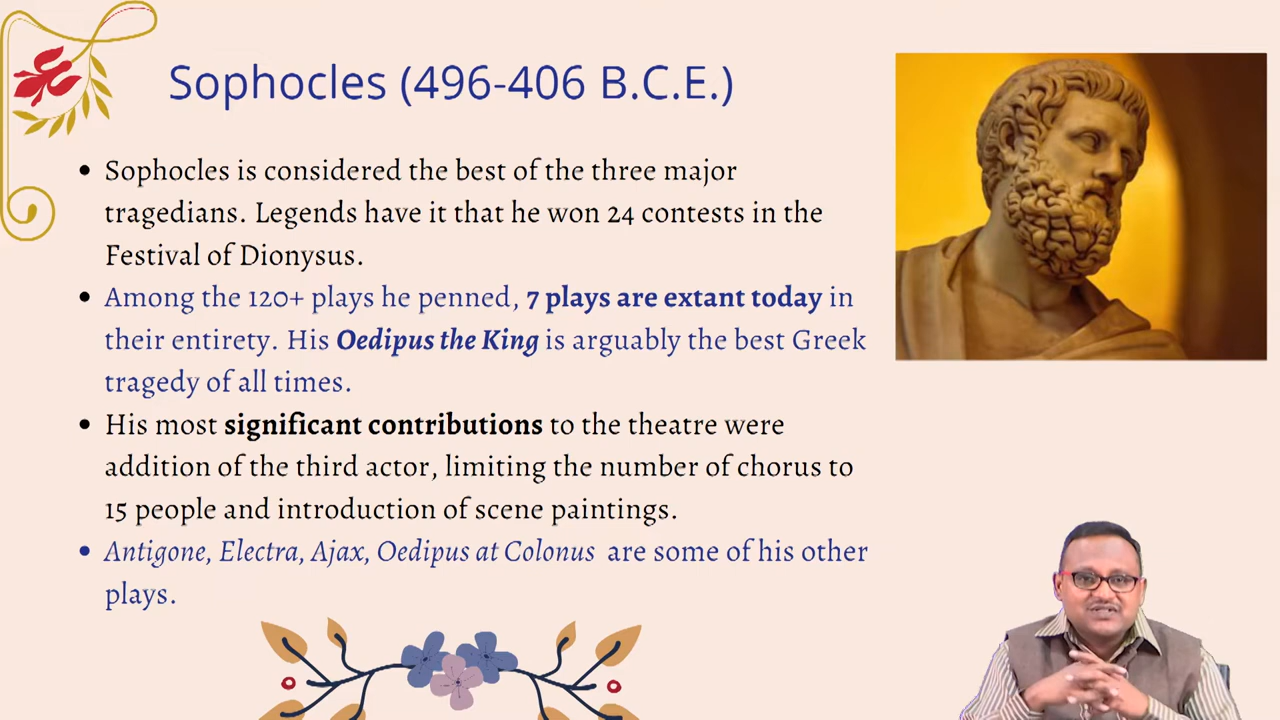 Sophocles (496-406 B.C.E.)
Sophocles is considered the best of the three major
tragedians. Legends have it that he won 24 contests in the
Festival of Dionysus.
Among the 120+ plays he penned, 7 plays are extant today in
their entirety. His Oedipus the King is arguably the best Greek
tragedy of all times.
His most significant contributions to the theatre were
addition of the third actor, limiting the number of chorus to
15 people and introduction of scene paintings.
Antigone, Electra, Ajax, Oedipus at Colonus are some of his other
plays.